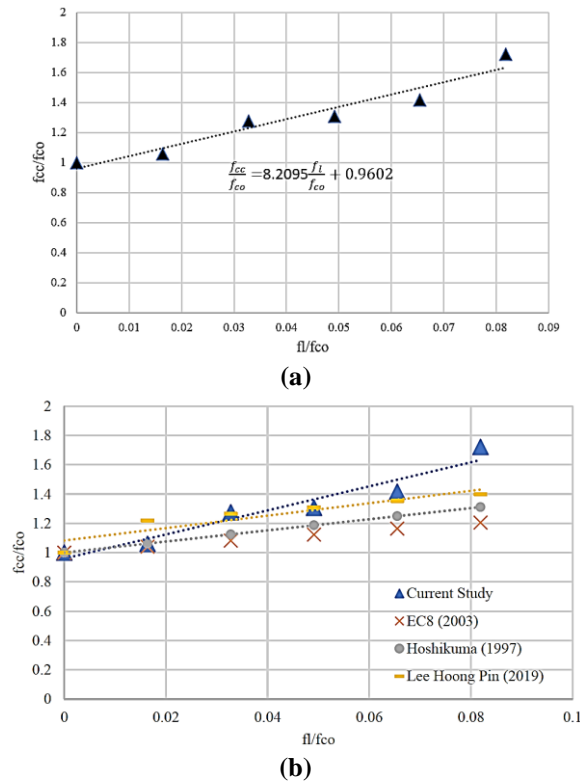 2
1.8
1.6
1.4
1.2
1
0.8
0.6
0.4
0.2
0
fcc/fco
fcc/fco =8.2095 fl/fco + 0.9602
0 0.01 0.02 0.03 0.04 0.05 0.06 0.07 0.08 0.09
fl/fco
(a)
2
1.8
1.6
1.4
1.2
1
0.8
0.6
0.4
0.2
0
fcc/fco
Current Study
EC8 (2003)
Hoshikuma (1997)
Lee Hoong Pin (2019)
0 0.02 0.04 0.06 0.08 0.1
fl/fco
(b)